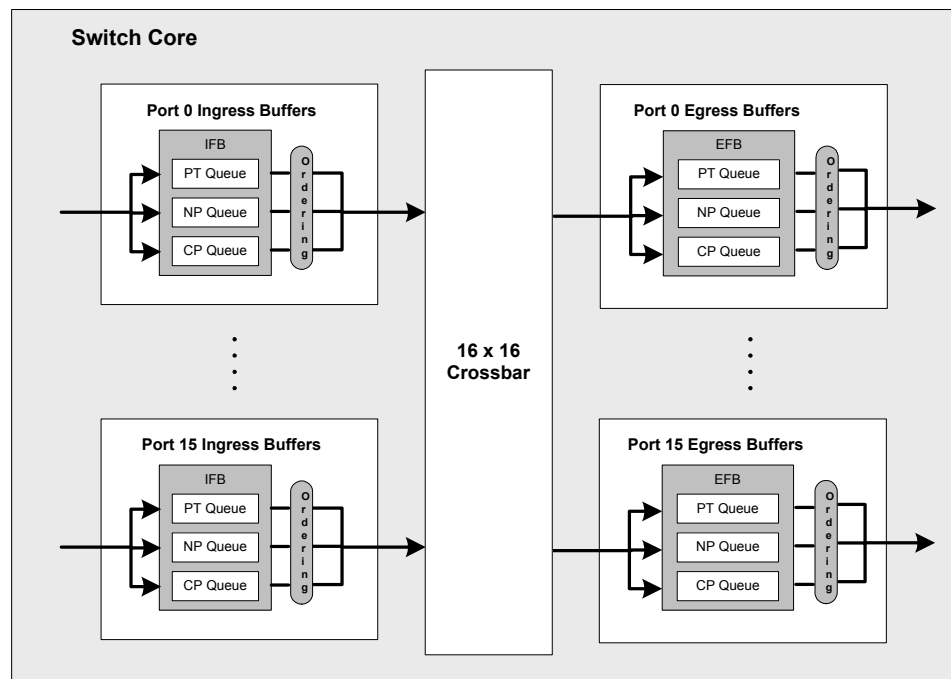 Switch Core
Port 0 Ingress Buffers
IFB
PT Queue
NP Queue
CP Queue
Ordering
Port 0 Egress Buffers
EFB
PT Queue
NP Queue
CP Queue
Ordering
16 x 16
Crossbar
Port 15 Ingress Buffers
IFB
PT Queue
NP Queue
CP Queue
Ordering
Port 15 Egress Buffers
EFB
PT Queue
NP Queue
CP Queue
Ordering